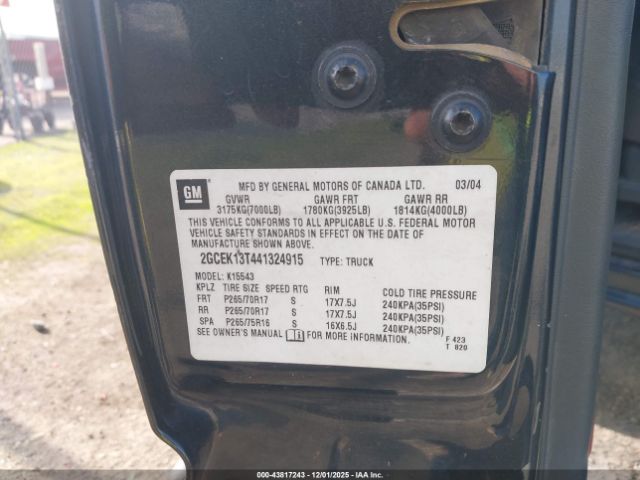 GM
MFD BY GENERAL MOTORS OF CANADA LTD. 03/04
GVWR GAWR FRT GAWR RR
3175KG(7000LB) 1780KG(3925LB) 1814KG(4000LB)
THIS VEHICLE CONFORMS TO ALL APPLICABLE U.S. FEDERAL MOTOR
VEHICLE SAFETY STANDARDS IN EFFECT ON THE DATE OF
MANUFACTURE SHOWN ABOVE.
2GCEK13T441324915 TYPE: TRUCK
MODEL: K15543
KPLZ TIRE SIZE SPEED RTG RIM COLD TIRE PRESSURE
FRT P265/70R17 S 17X7.5J 240KPA(35PSI)
RR P265/70R17 S 17X7.5J 240KPA(35PSI)
SPA P265/75R16 S 16X6.5J 240KPA(35PSI)
SEE OWNER'S MANUAL FOR MORE INFORMATION.
F 423
T 820
000-43817243 - 12/01/2025 - IAA, Inc.